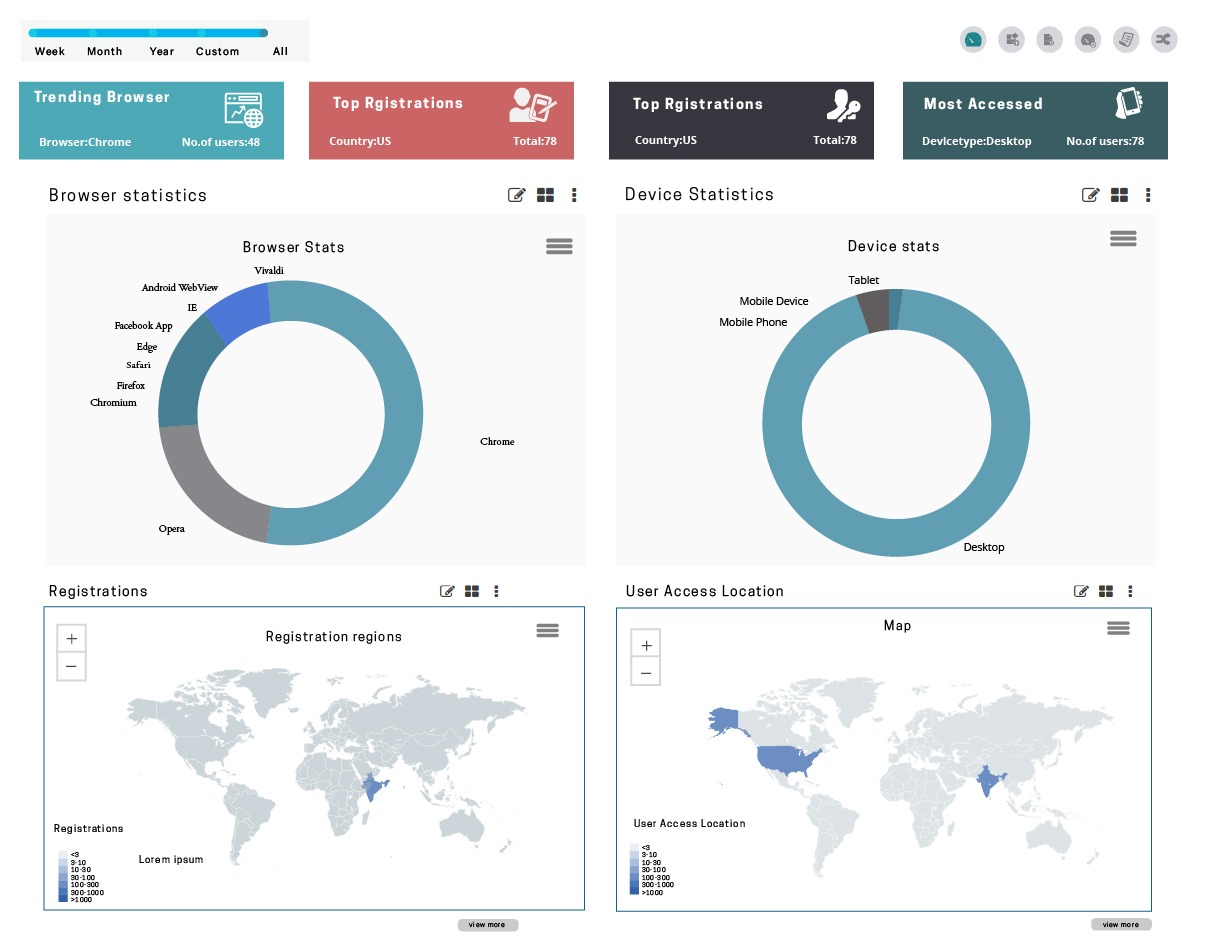 Week Month Year Custom All
Trending Browser
Browser:Chrome No.of users:48
Top Rgistrations
Country:US Total:78
Top Rgistrations
Country:US Total:78
Most Accessed
DevIcetype:Desktop No.of users:78
Browser statistics
Device Statistics
Browser Stats
Vivaldi
Android WebView
IE
Facebook App
Edge
Safari
Firefox
Chromium
Chrome
Opera
Device stats
Tablet
Mobile Device
Mobile Phone
Desktop
Registrations
User Access Location
+
−
Registration regions
Registrations
<3
3-10
10-30
30-100
100-300
300-1000
>1000
Lorem ipsum
view more
+
−
Map
User Access Location
<3
3-10
10-30
30-100
100-300
300-1000
>1000
view more